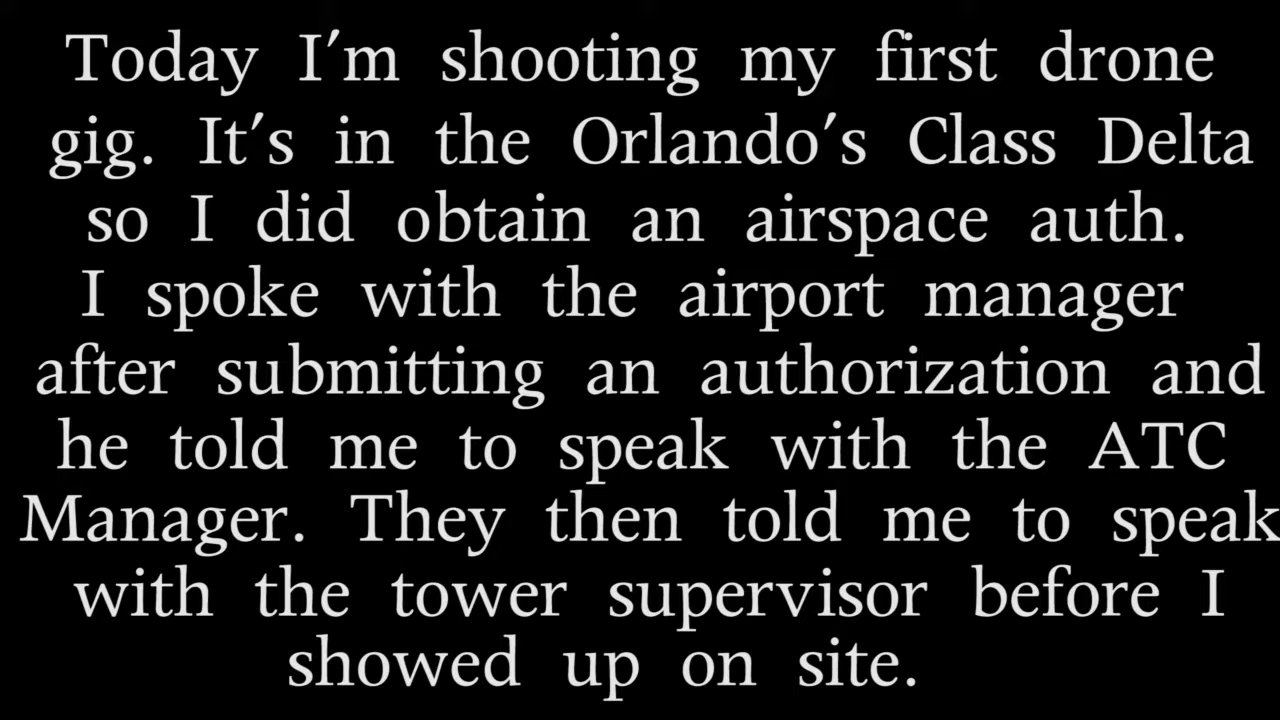 Today I'm shooting my first drone
gig. It's in the Orlando's Class Delta
so I did obtain an airspace auth.
I spoke with the airport manager
after submitting an authorization and
he told me to speak with the ATC
Manager. They then told me to speak
with the tower supervisor before I
showed up on site.